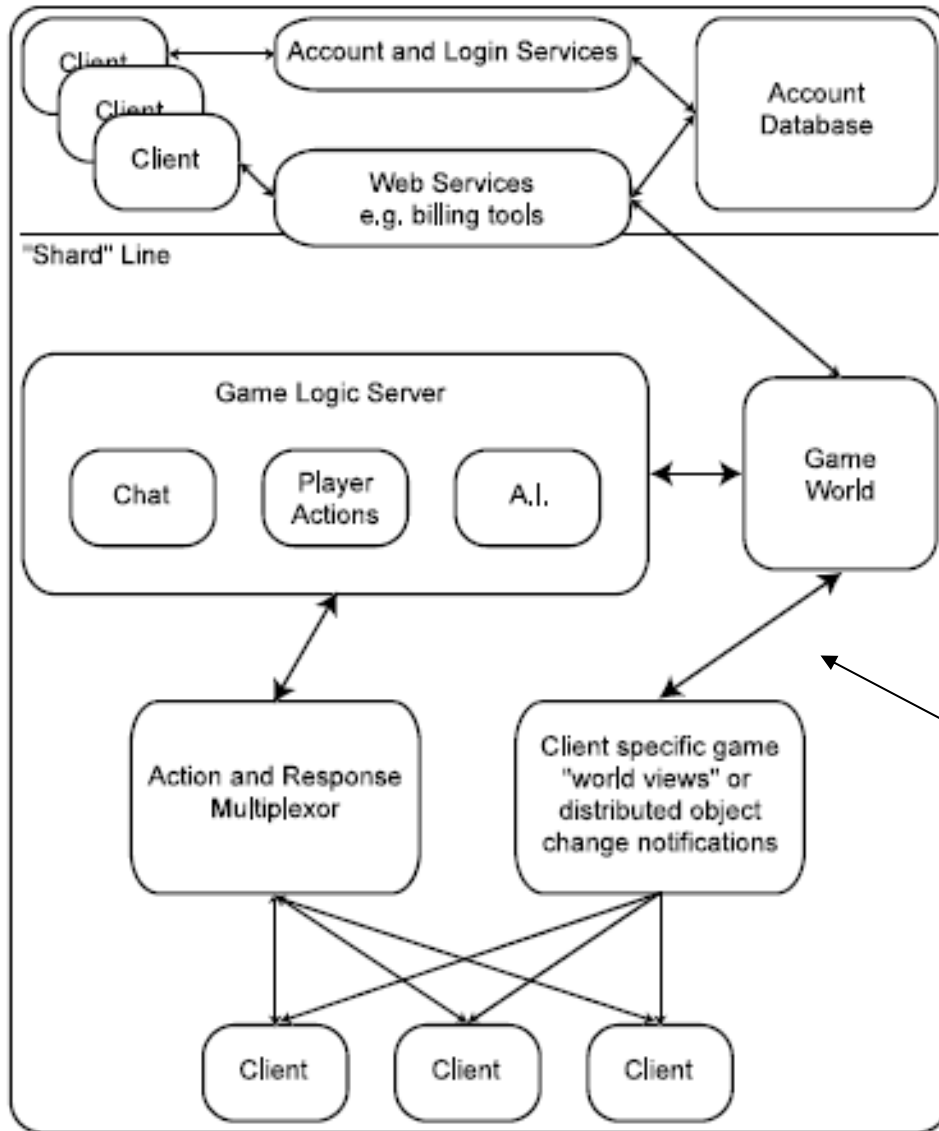 Client
Client
Client
Account and Login Services
Account
Database
Web Services
e.g. billing tools
"Shard" Line
Game Logic Server
Chat
Player
Actions
A.I.
Game
World
Action and Response
Multiplexor
Client specific game
"world views" or
distributed object
change notifications
Client
Client
Client